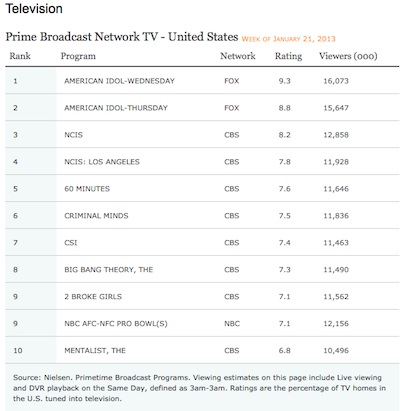 Television
Prime Broadcast Network TV - United States WEEK OF JANUARY 21, 2013
Rank Program Network Rating Viewers (000)
1 AMERICAN IDOL-WEDNESDAY FOX 9.3 16,073
2 AMERICAN IDOL-THURSDAY FOX 8.8 15,647
3 NCIS CBS 8.2 12,858
4 NCIS: LOS ANGELES CBS 7.8 11,928
5 60 MINUTES CBS 7.6 11,646
6 CRIMINAL MINDS CBS 7.5 11,836
7 CSI CBS 7.4 11,463
8 BIG BANG THEORY, THE CBS 7.3 11,490
9 2 BROKE GIRLS CBS 7.1 11,562
9 NBC AFC-NFC PRO BOWL(S) NBC 7.1 12,156
10 MENTALIST, THE CBS 6.8 10,496
Source: Nielsen. Primetime Broadcast Programs. Viewing estimates on this page include Live viewing
and DVR playback on the Same Day, defined as 3am-3am. Ratings are the percentage of TV homes in
the U.S. tuned into television.